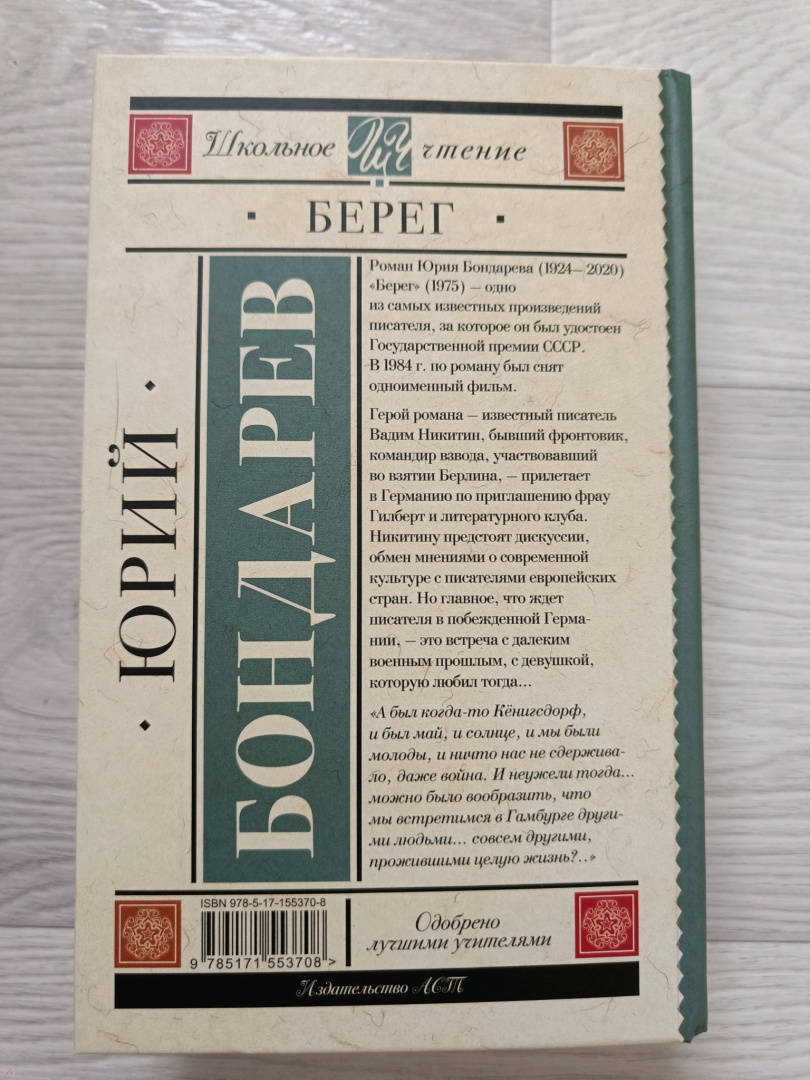 Школьное ШЧ чтение
· БЕРЕГ ·
· ЮРИЙ ·
БОНДАРЕВ
Роман Юрия Бондарева (1924—2020)
«Берег» (1975) — одно
из самых известных произведений
писателя, за которое он был удостоен
Государственной премии СССР.
В 1984 г. по роману был снят
одноименный фильм.
Герой романа — известный писатель
Вадим Никитин, бывший фронтовик,
командир взвода, участвовавший
во взятии Берлина, — прилетает
в Германию по приглашению фрау
Гилберт и литературного клуба.
Никитину предстоят дискуссии,
обмен мнениями о современной
культуре с писателями европейских
стран. Но главное, что ждет
писателя в побежденной Герма-
нии, — это встреча с далеким
военным прошлым, с девушкой,
которую любил тогда...
«А был когда-то Кёнигсдорф,
и был май, и солнце, и мы были
молоды, и ничто нас не сдержива-
ло, даже война. И неужели тогда...
можно было вообразить, что
мы встретимся в Гамбурге други-
ми людьми... совсем другими,
прожившими целую жизнь?..»
ISBN 978-5-17-155370-8
9 785171 553708 >
Одобрено
лучшими учителями
Издательство АСТ